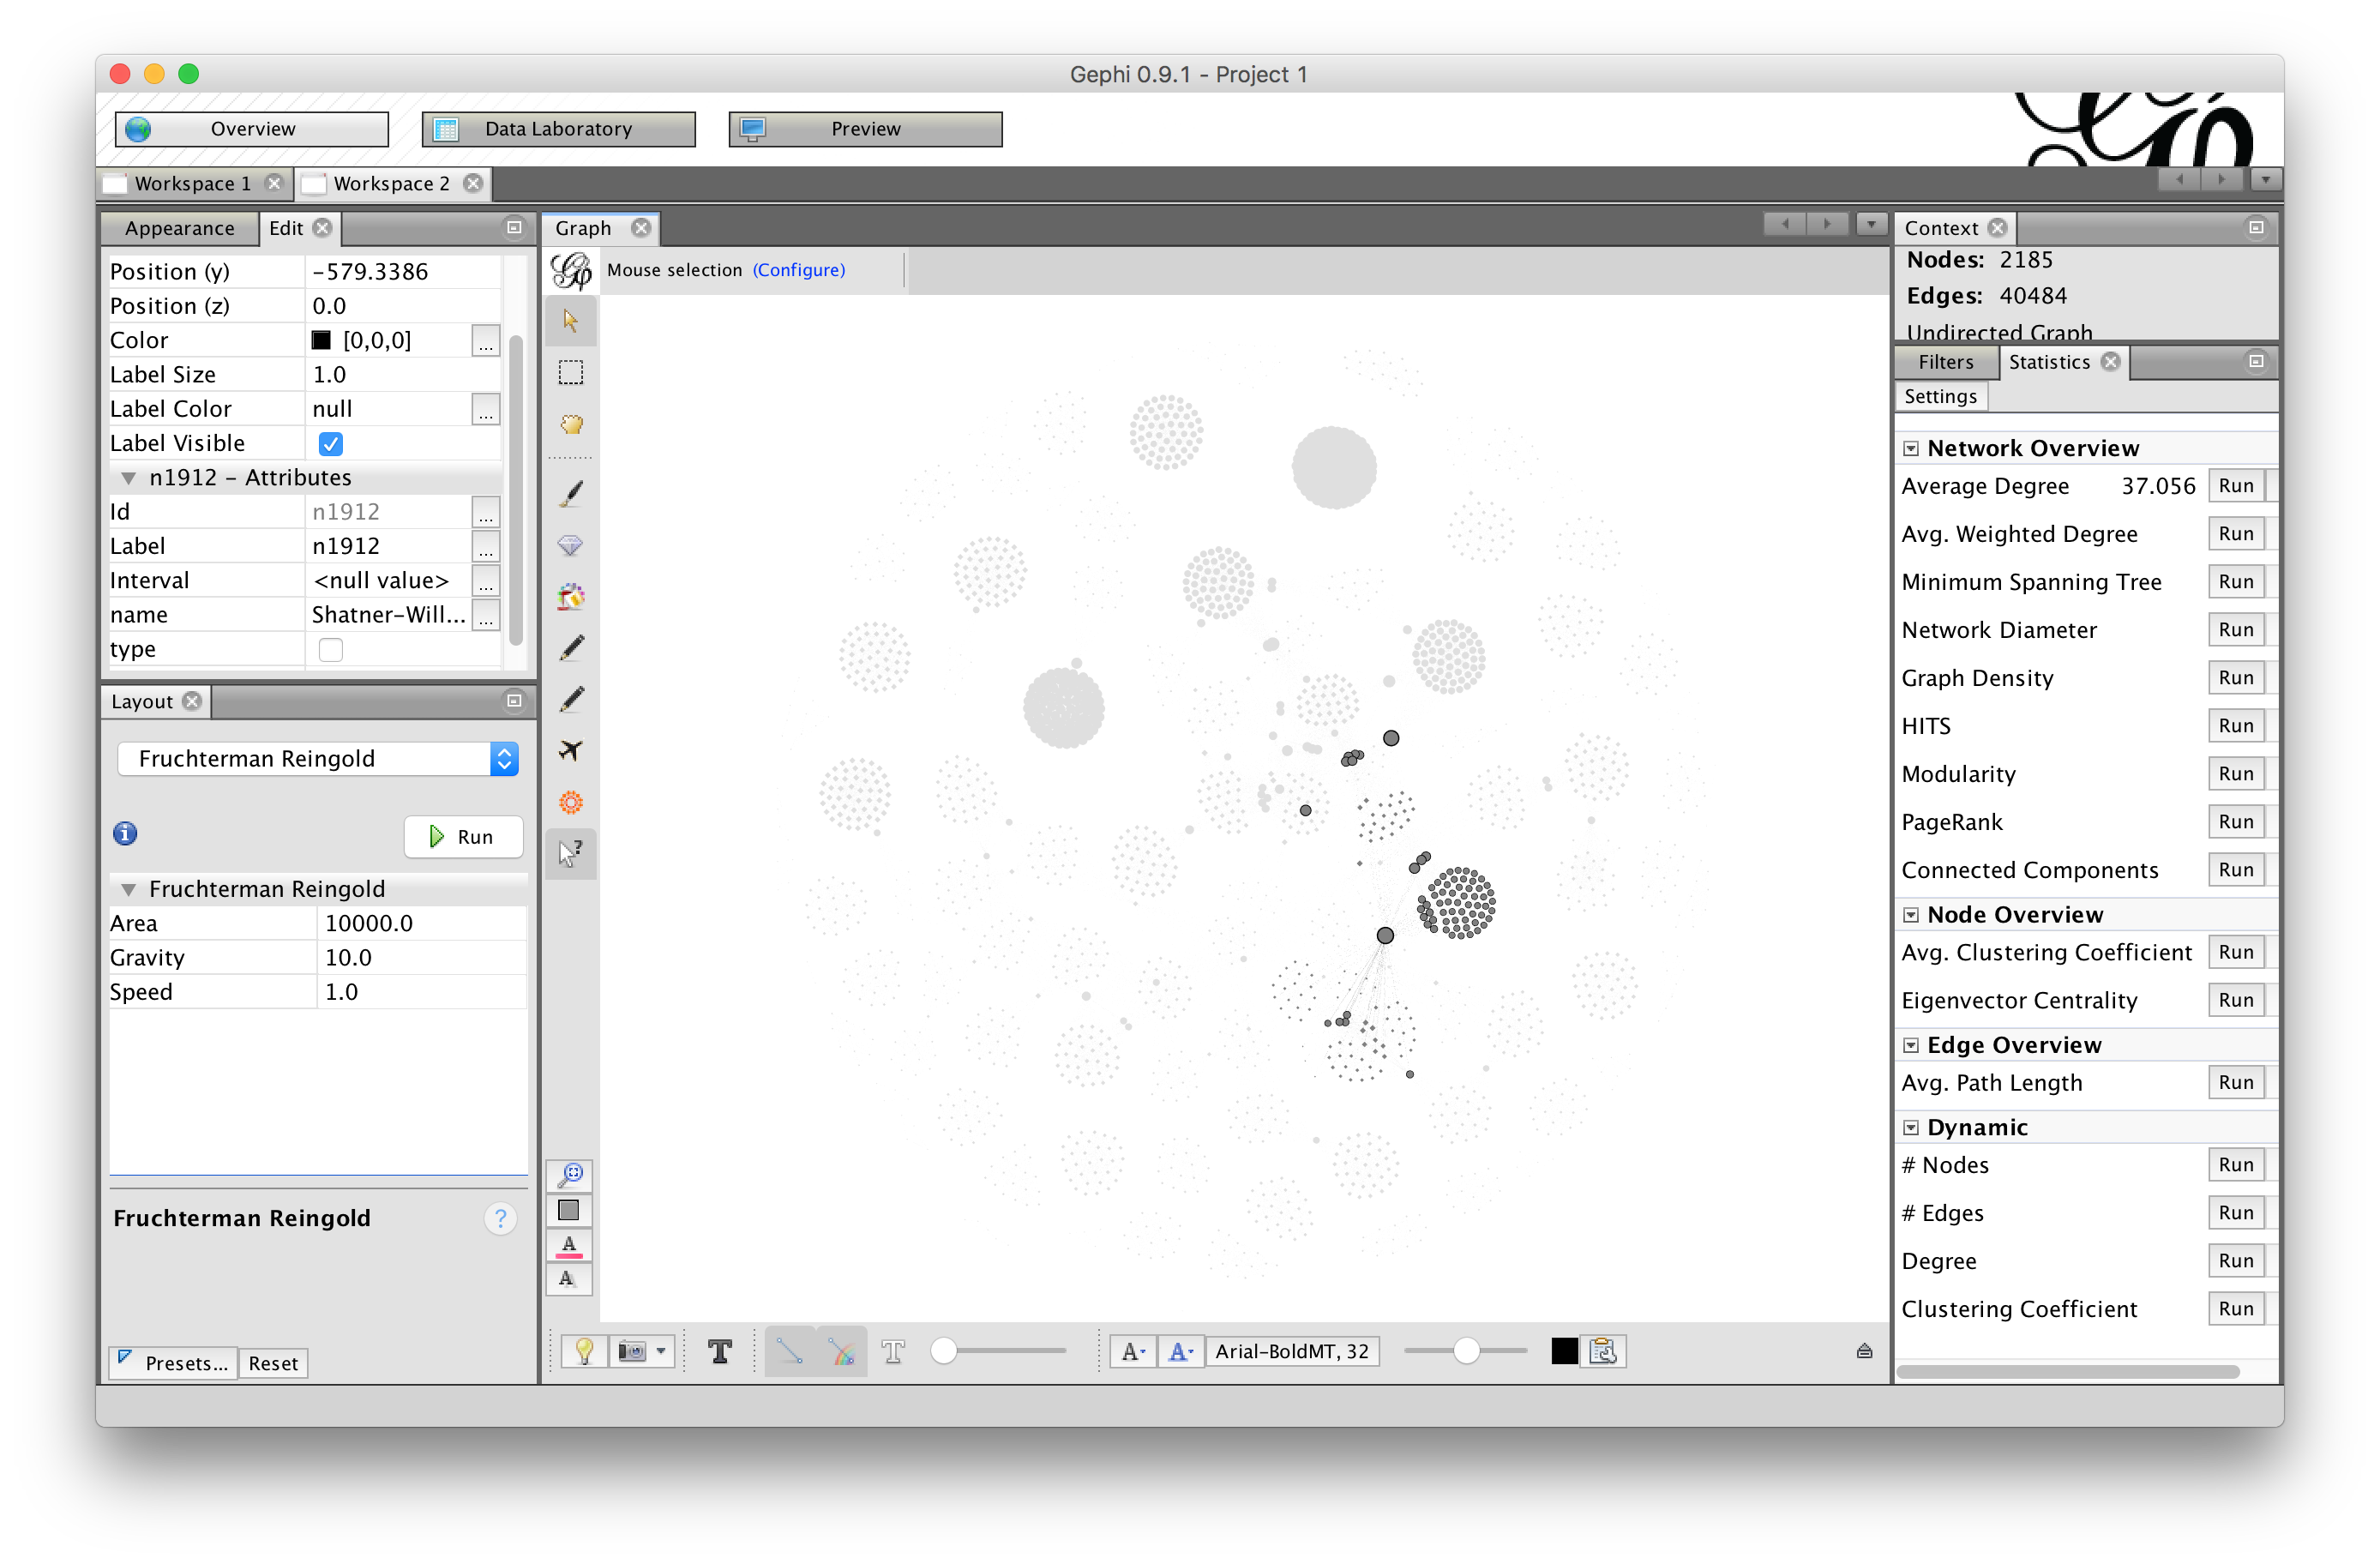 Gephi 0.9.1 - Project 1
Overview
Data Laboratory
Preview
Workspace 1
Workspace 2
Appearance
Edit
Position (y) -579.3386
Position (z) 0.0
Color [0,0,0] ...
Label Size 1.0
Label Color null ...
Label Visible
n1912 - Attributes
Id n1912 ...
Label n1912 ...
Interval <null value> ...
name Shatner-Will... ...
type
Layout
Fruchterman Reingold
Run
Fruchterman Reingold
Area 10000.0
Gravity 10.0
Speed 1.0
Fruchterman Reingold
?
Presets...
Reset
Graph
Mouse selection (Configure)
Arial-BoldMT, 32
Context
Nodes: 2185
Edges: 40484
Undirected Graph
Filters
Statistics
Settings
Network Overview
Average Degree 37.056 Run
Avg. Weighted Degree Run
Minimum Spanning Tree Run
Network Diameter Run
Graph Density Run
HITS Run
Modularity Run
PageRank Run
Connected Components Run
Node Overview
Avg. Clustering Coefficient Run
Eigenvector Centrality Run
Edge Overview
Avg. Path Length Run
Dynamic
# Nodes Run
# Edges Run
Degree Run
Clustering Coefficient Run